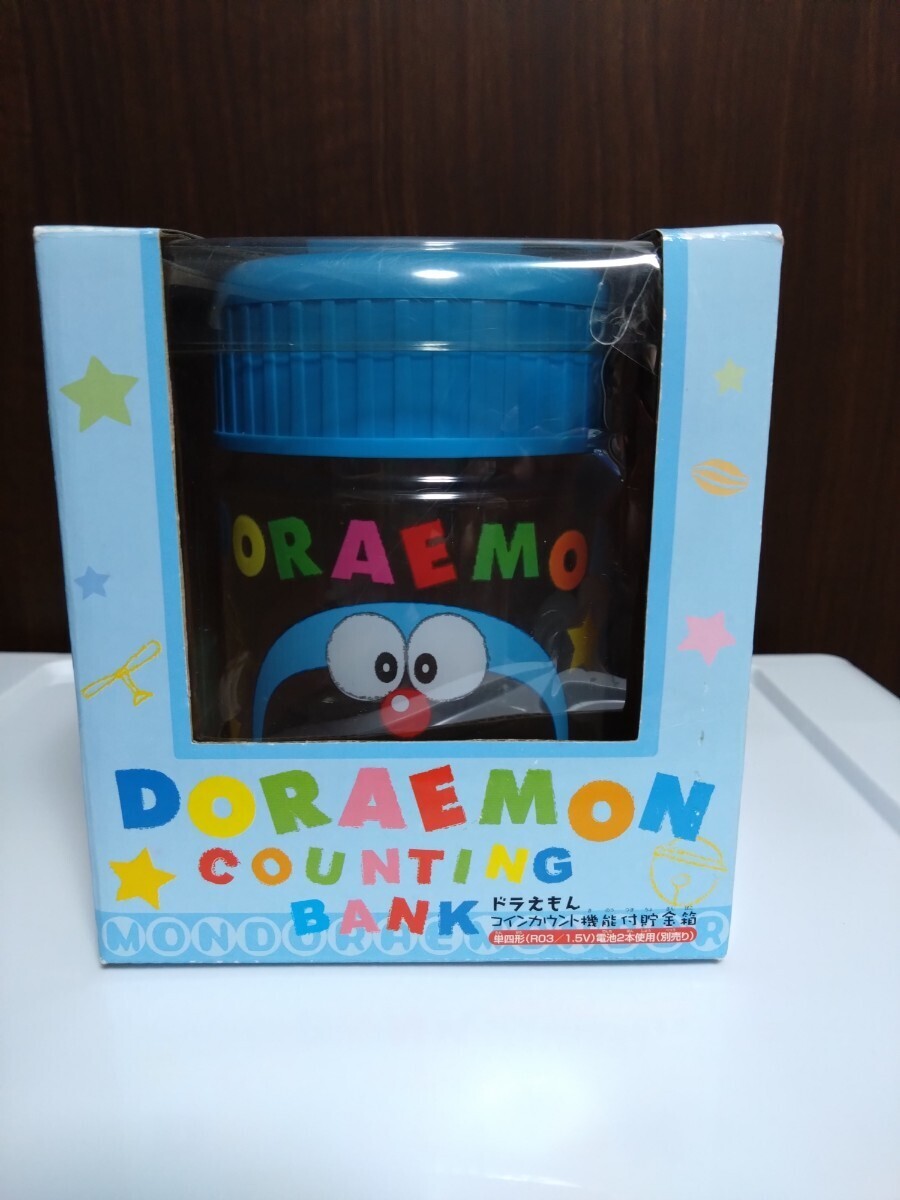 ORAEMO
DORAEMON
COUNTING
BANK
ドラえもん
コインカウント機能付貯金箱
単四形(R03/1.5V)電池2本使用(別売り)